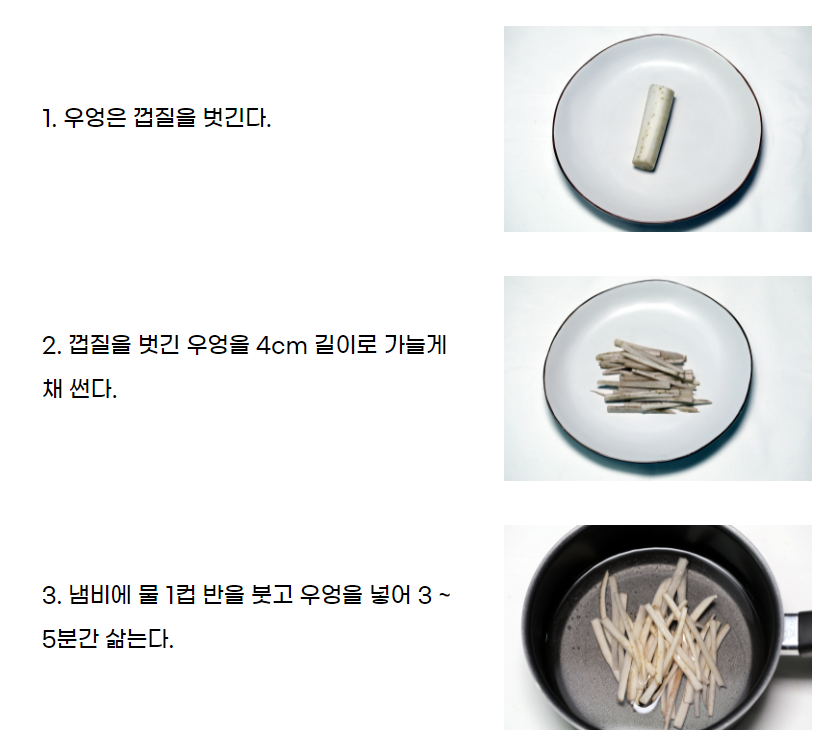 1. 우엉은 껍질을 벗긴다.
2. 껍질을 벗긴 우엉을 4cm 길이로 가늘게
채 썬다.
3. 냄비에 물 1컵 반을 붓고 우엉을 넣어 3 ~
5분간 삶는다.